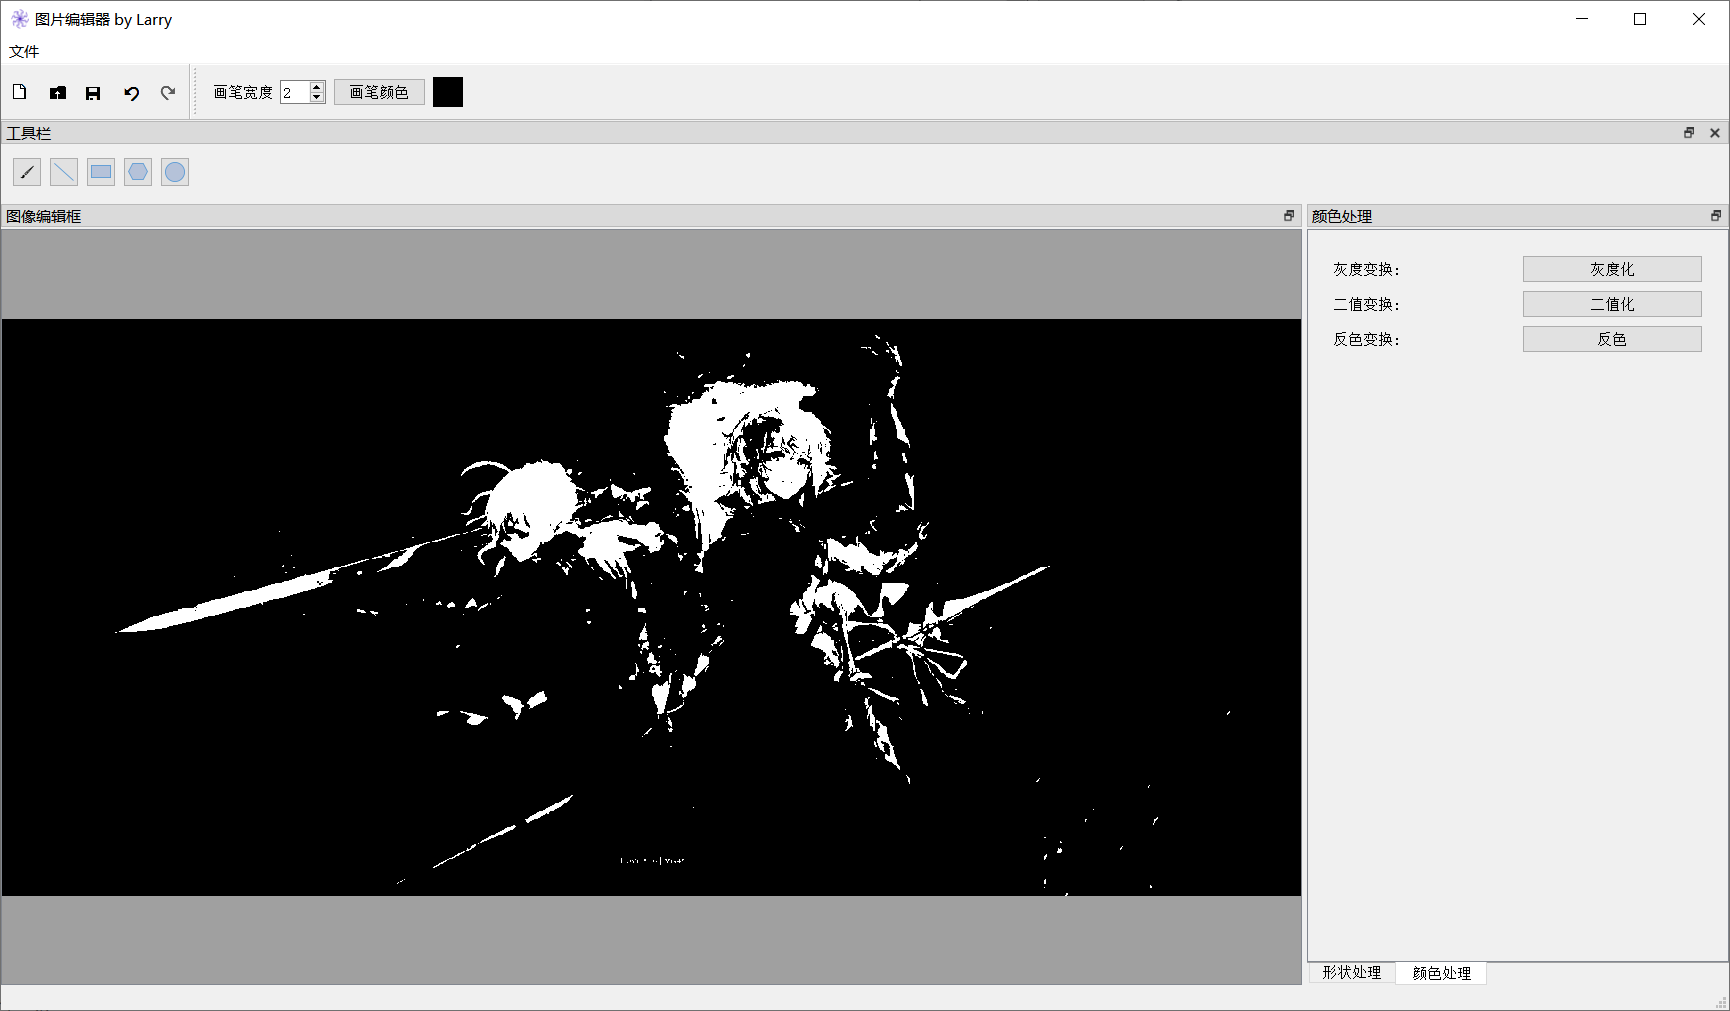 图片编辑器 by Larry
文件
画笔宽度 2 画笔颜色
工具栏
图像编辑框
颜色处理
灰度变换: 灰度化
二值变换: 二值化
反色变换: 反色
形状处理 颜色处理